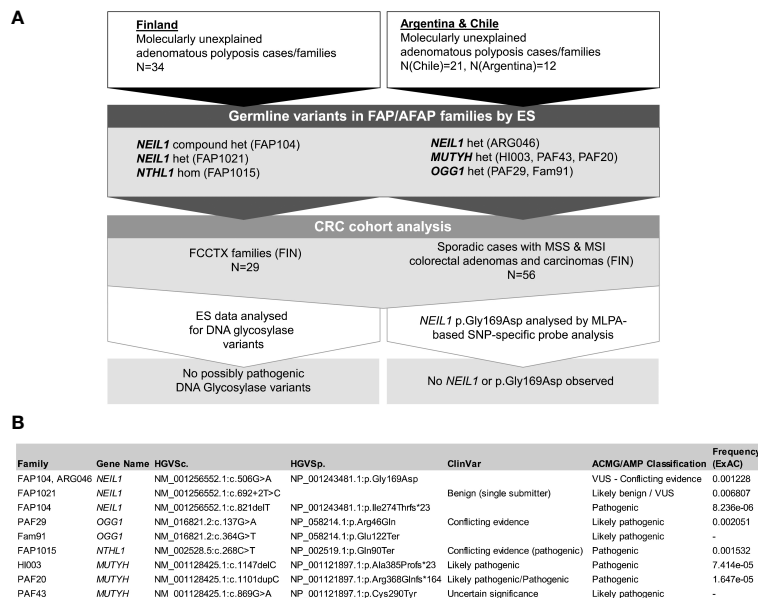 A
Finland
Molecularly unexplained
adenomatous polyposis cases/families
N=34
Argentina & Chile
Molecularly unexplained
adenomatous polyposis cases/families
N(Chile)=21, N(Argentina)=12
Germline variants in FAP/AFAP families by ES
NEIL1 compound het (FAP104)
NEIL1 het (FAP1021)
NTHL1 hom (FAP1015)
NEIL1 het (ARG046)
MUTYH het (HI003, PAF43, PAF20)
OGG1 het (PAF29, Fam91)
CRC cohort analysis
FCCTX families (FIN)
N=29
Sporadic cases with MSS & MSI
colorectal adenomas and carcinomas (FIN)
N=56
ES data analysed
for DNA glycosylase
variants
NEIL1 p.Gly169Asp analysed by MLPA-
based SNP-specific probe analysis
No possibly pathogenic
DNA Glycosylase variants
No NEIL1 or p.Gly169Asp observed
B
Family Gene Name HGVSc. HGVSp. ClinVar ACMG/AMP Classification Frequency (ExAC)
FAP104, ARG046 NEIL1 NM_001256552.1:c.506G>A NP_001243481.1:p.Gly169Asp VUS - Conflicting evidence 0.001228
FAP1021 NEIL1 NM_001256552.1:c.692+2T>C Benign (single submitter) Likely benign / VUS 0.006807
FAP104 NEIL1 NM_001256552.1:c.821delT NP_001243481.1:p.Ile274Thrfs*23 Pathogenic 8.236e-06
PAF29 OGG1 NM_016821.2:c.137G>A NP_058214.1:p.Arg46Gln Conflicting evidence Likely pathogenic 0.002051
Fam91 OGG1 NM_016821.2:c.364G>T NP_058214.1:p.Glu122Ter Likely pathogenic -
FAP1015 NTHL1 NM_002528.5:c.268C>T NP_002519.1:p.Gln90Ter Conflicting evidence (pathogenic) Pathogenic 0.001532
HI003 MUTYH NM_001128425.1:c.1147delC NP_001121897.1:p.Ala385Profs*23 Likely pathogenic Pathogenic 7.414e-05
PAF20 MUTYH NM_001128425.1:c.1101dupC NP_001121897.1:p.Arg368Glnfs*164 Likely pathogenic/Pathogenic Pathogenic 1.647e-05
PAF43 MUTYH NM_001128425.1:c.869G>A NP_001121897.1:p.Cys290Tyr Uncertain significance Likely pathogenic -